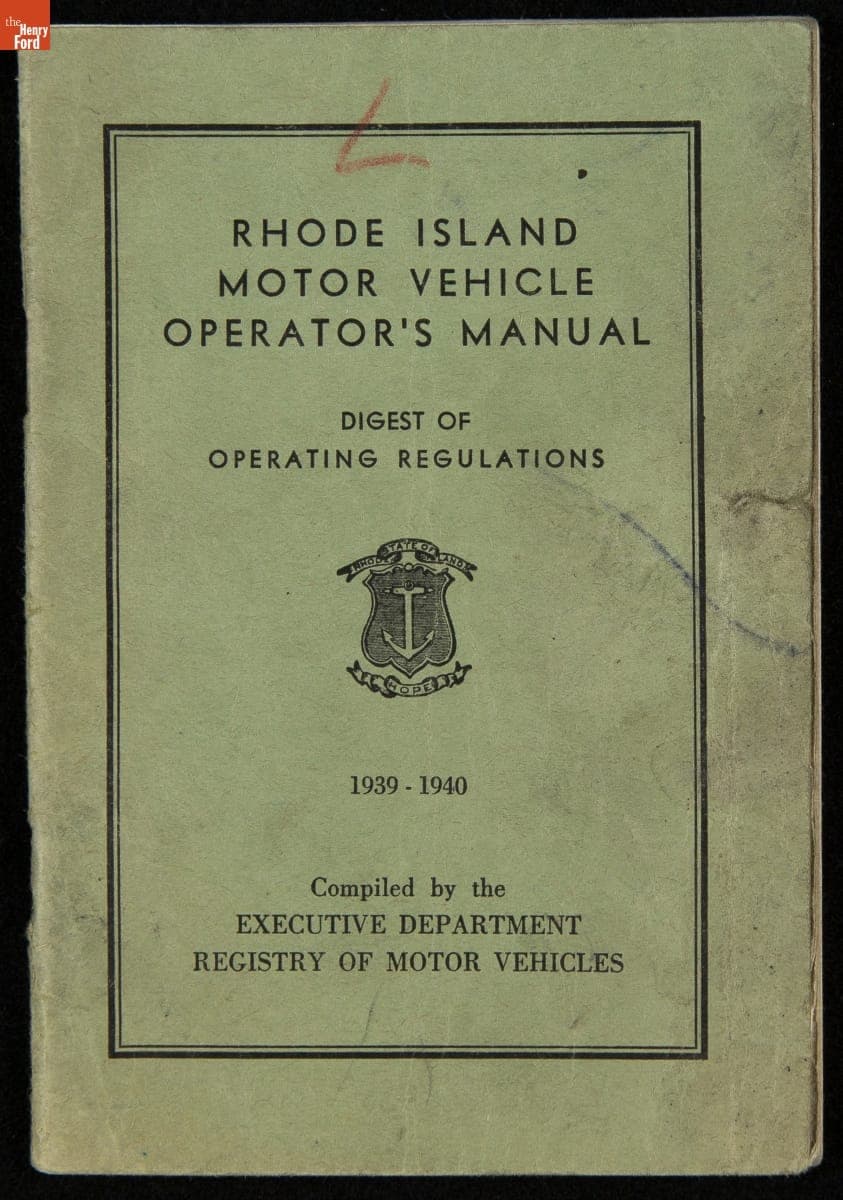 the
Henry
Ford
L
RHODE ISLAND
MOTOR VEHICLE
OPERATOR'S MANUAL
DIGEST OF
OPERATING REGULATIONS
STATE OF
RHODE ISLAND
HOPE
1939 - 1940
Compiled by the
EXECUTIVE DEPARTMENT
REGISTRY OF MOTOR VEHICLES